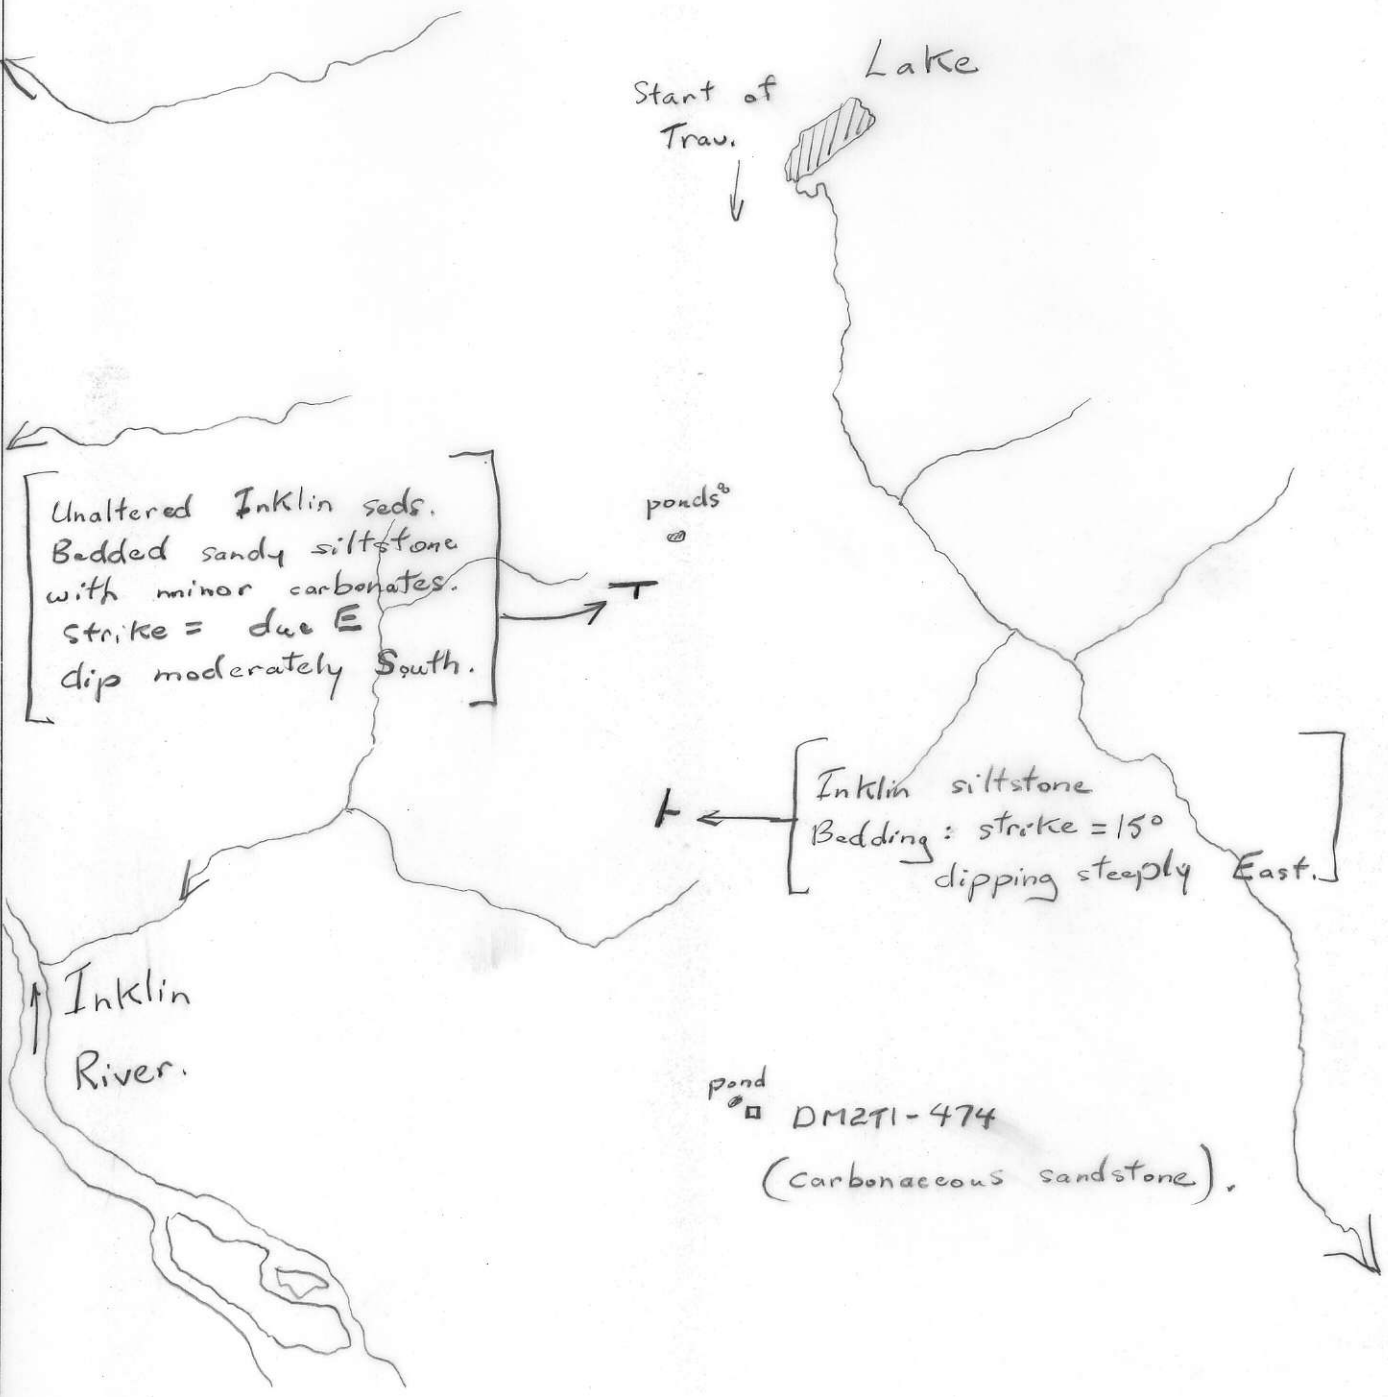 Lake
Start of
Trav.
Unaltered Inklin seds.
Bedded sandy siltstone
with minor carbonates.
strike = due E
dip moderately South.
ponds
Inklin siltstone
Bedding: strike = 15°
dipping steeply East.
Inklin
River.
pond
DM2TI-474
(carbonaceous sandstone).